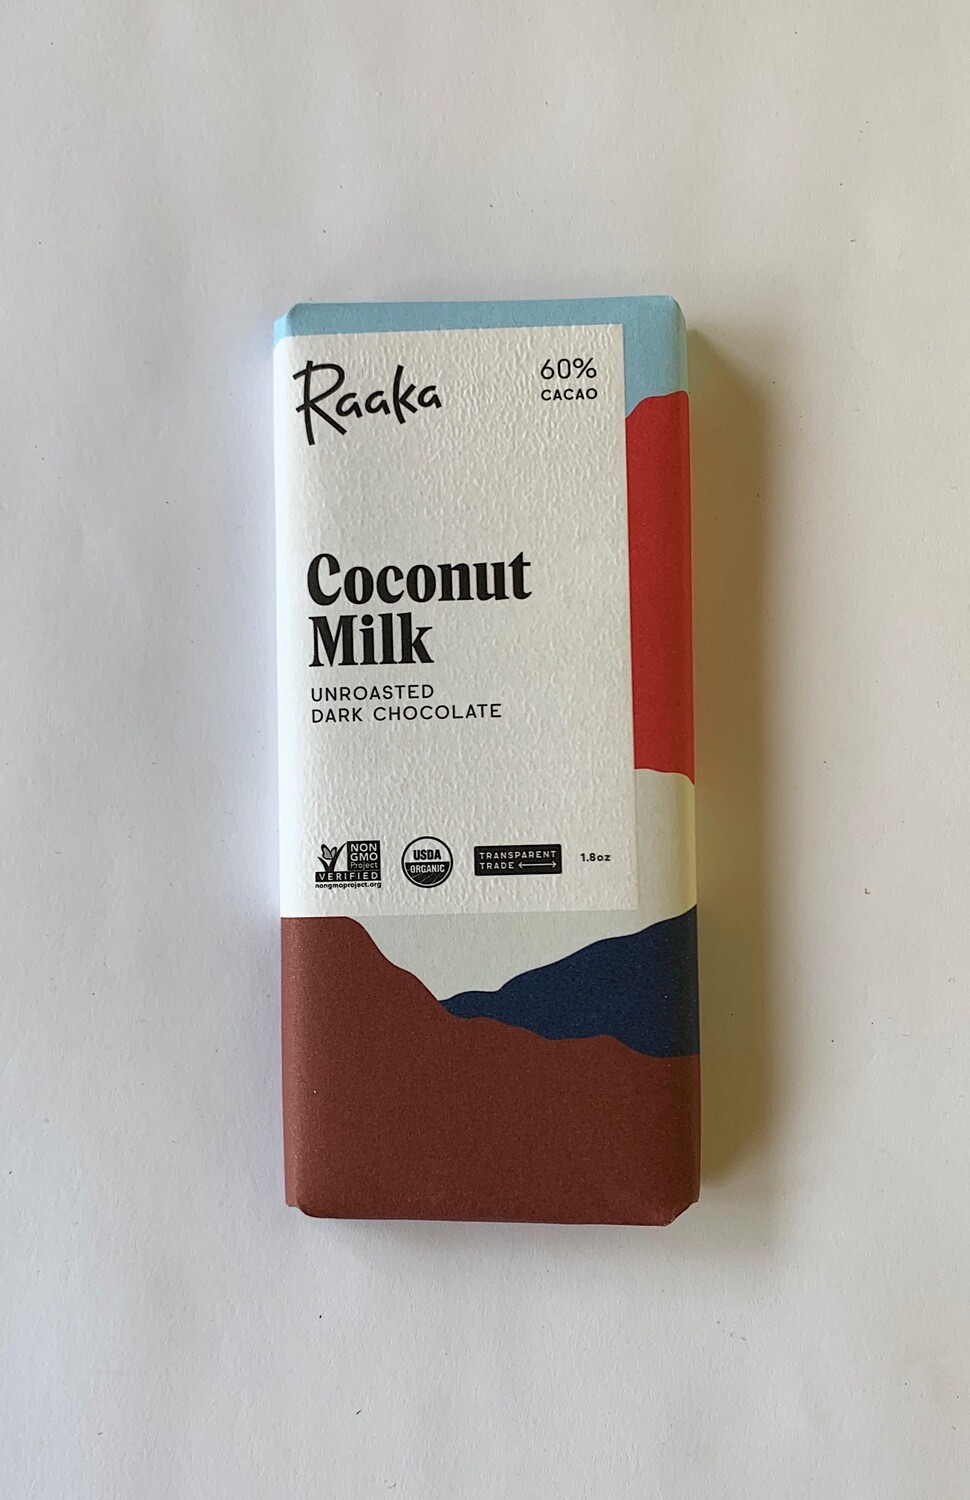 Raaka
60%
CACAO
Coconut
Milk
UNROASTED
DARK CHOCOLATE
NON
GMO
Project
VERIFIED
nongmoproject.org
USDA
ORGANIC
TRANSPARENT
TRADE
1.8oz